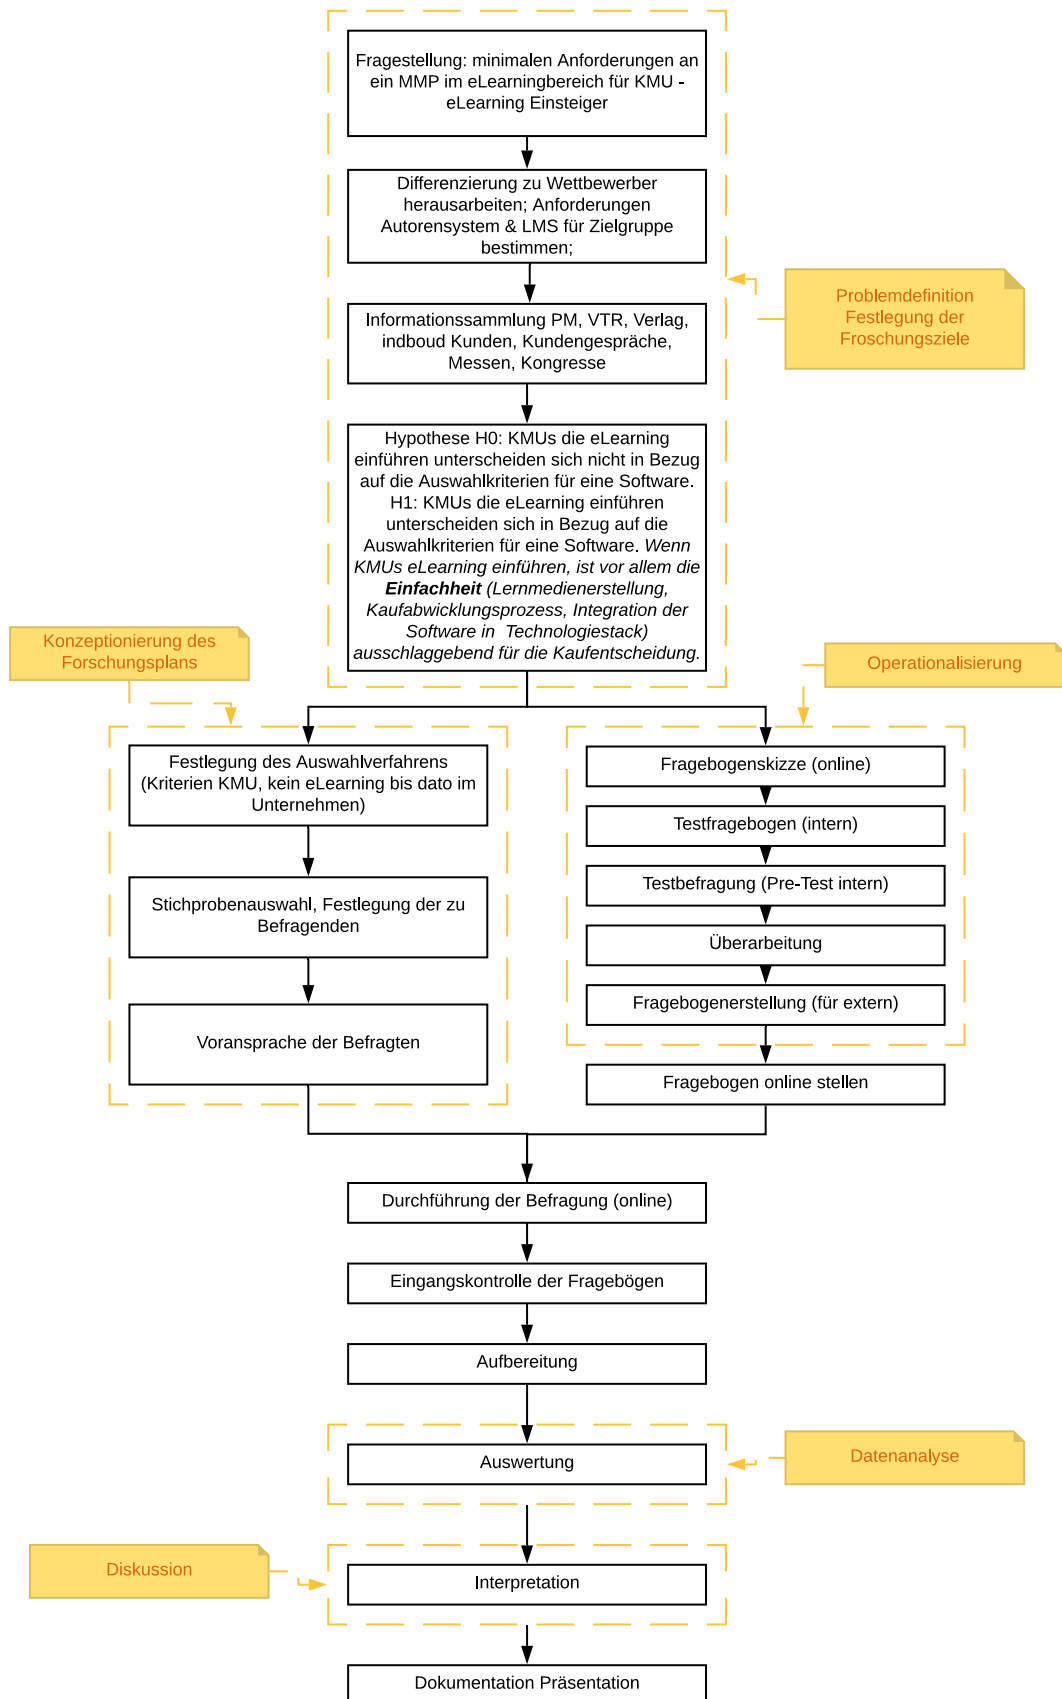 Fragestellung: minimalen Anforderungen an
ein MMP im eLearningbereich für KMU -
eLearning Einsteiger
Differenzierung zu Wettbewerber
herausarbeiten; Anforderungen
Autorensystem & LMS für Zielgruppe
bestimmen;
Problemdefinition
Festlegung der
Froschungsziele
Informationssammlung PM, VTR, Verlag,
indboud Kunden, Kundengespräche,
Messen, Kongresse
Hypothese H0: KMUs die eLearning
einführen unterscheiden sich nicht in Bezug
auf die Auswahlkriterien für eine Software.
H1: KMUs die eLearning einführen
unterscheiden sich in Bezug auf die
Auswahlkriterien für eine Software. Wenn
KMUs eLearning einführen, ist vor allem die
Einfachheit (Lernmedienerstellung,
Kaufabwicklungsprozess, Integration der
Software in Technologiestack)
ausschlaggebend für die Kaufentscheidung.
Konzeptionierung des
Forschungsplans
Operationalisierung
Festlegung des Auswahlverfahrens
(Kriterien KMU, kein eLearning bis dato im
Unternehmen)
Stichprobenauswahl, Festlegung der zu
Befragenden
Voransprache der Befragten
Fragebogenskizze (online)
Testfragebogen (intern)
Testbefragung (Pre-Test intern)
Überarbeitung
Fragebogenerstellung (für extern)
Fragebogen online stellen
Durchführung der Befragung (online)
Eingangskontrolle der Fragebögen
Aufbereitung
Auswertung
Datenanalyse
Diskussion
Interpretation
Dokumentation Präsentation